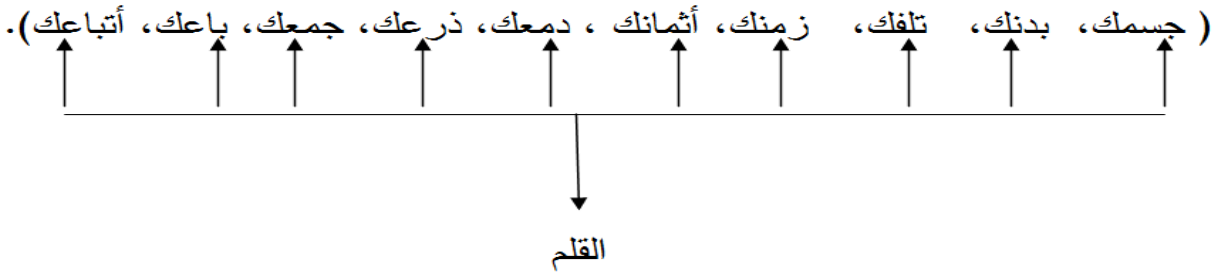 ( جسمك، بدنك، تلفك، زمنك، أثمانك ، دمعك، ذرعك، جمعك، باعك، أتباعك).
القلم